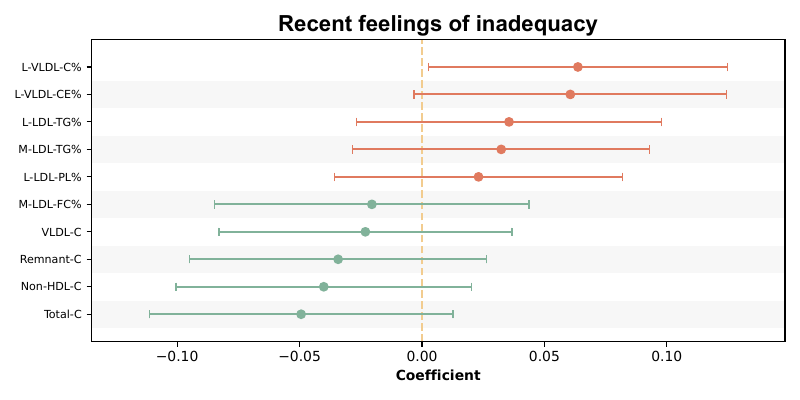 Recent feelings of inadequacy
L-VLDL-C%
L-VLDL-CE%
L-LDL-TG%
M-LDL-TG%
L-LDL-PL%
M-LDL-FC%
VLDL-C
Remnant-C
Non-HDL-C
Total-C
−0.10 −0.05 0.00 0.05 0.10
Coefficient